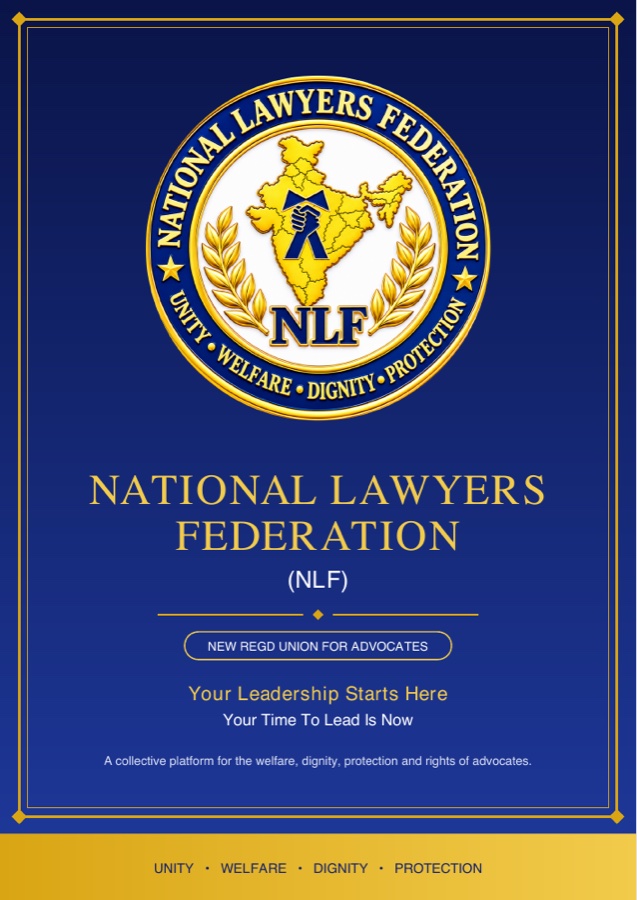 NATIONAL LAWYERS FEDERATION
NLF
UNITY • WELFARE • DIGNITY • PROTECTION
NATIONAL LAWYERS
FEDERATION
(NLF)
NEW REGD UNION FOR ADVOCATES
Your Leadership Starts Here
Your Time To Lead Is Now
A collective platform for the welfare, dignity, protection and rights of advocates.
UNITY • WELFARE • DIGNITY • PROTECTION